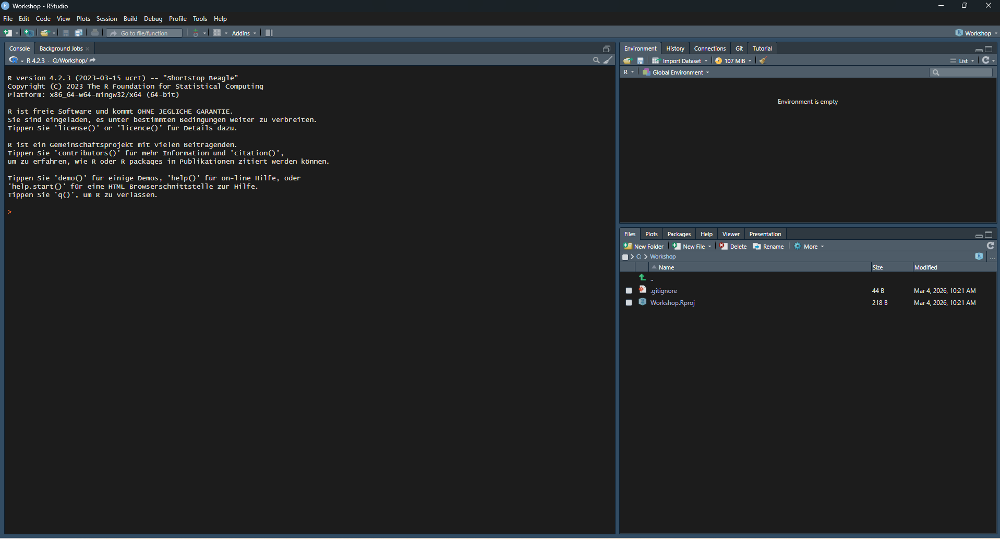 Workshop - RStudio
File Edit Code View Plots Session Build Debug Profile Tools Help
Go to file/function Addins Workshop
Console Background Jobs
R 4.2.3 · C:/Workshop/
R version 4.2.3 (2023-03-15 ucrt) -- "Shortstop Beagle"
Copyright (C) 2023 The R Foundation for Statistical Computing
Platform: x86_64-w64-mingw32/x64 (64-bit)
R ist freie Software und kommt OHNE JEGLICHE GARANTIE.
Sie sind eingeladen, es unter bestimmten Bedingungen weiter zu verbreiten.
Tippen Sie 'license()' or 'licence()' für Details dazu.
R ist ein Gemeinschaftsprojekt mit vielen Beitragenden.
Tippen Sie 'contributors()' für mehr Information und 'citation()',
um zu erfahren, wie R oder R packages in Publikationen zitiert werden können.
Tippen Sie 'demo()' für einige Demos, 'help()' für on-line Hilfe, oder
'help.start()' für eine HTML Browserschnittstelle zur Hilfe.
Tippen Sie 'q()', um R zu verlassen.
>
Environment History Connections Git Tutorial
Import Dataset 107 MiB List
R Global Environment
Environment is empty
Files Plots Packages Help Viewer Presentation
New Folder New File Delete Rename More
C: Workshop ...
Name Size Modified
..
.gitignore 44 B Mar 4, 2026, 10:21 AM
Workshop.Rproj 218 B Mar 4, 2026, 10:21 AM